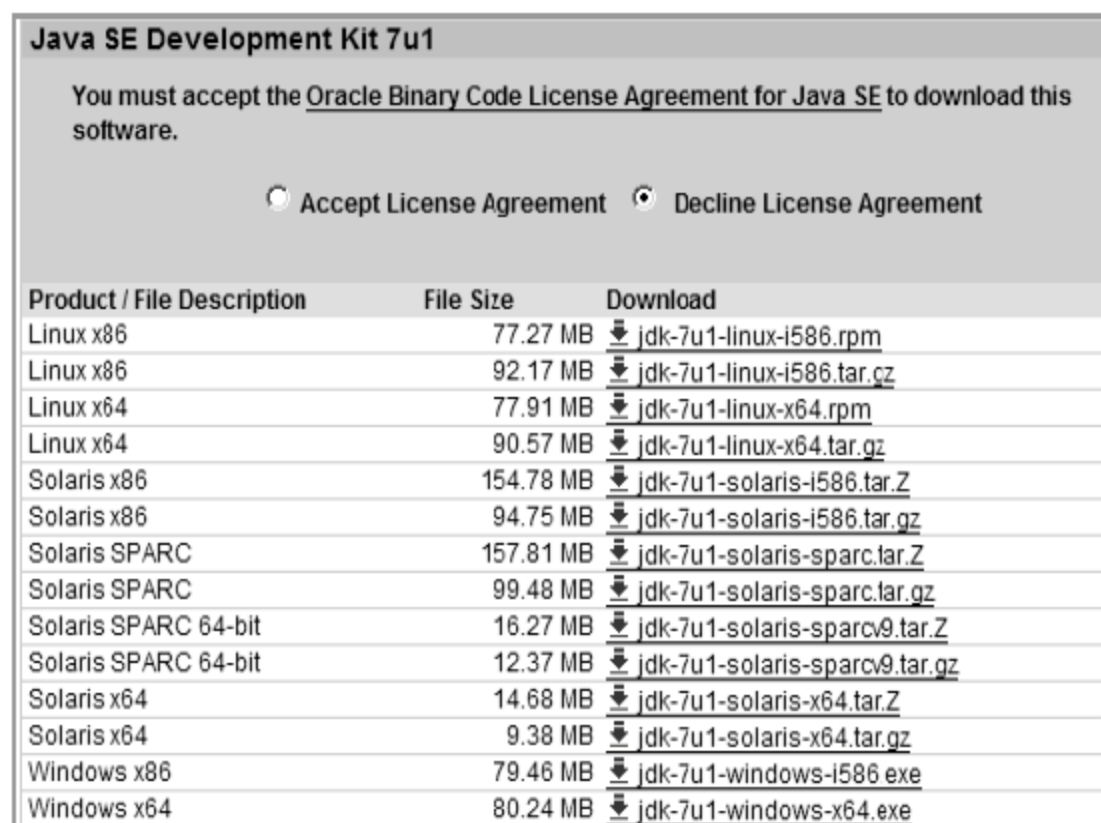 Java SE Development Kit 7u1
You must accept the Oracle Binary Code License Agreement for Java SE to download this
software.
Accept License Agreement Decline License Agreement
Product / File Description File Size Download
Linux x86 77.27 MB jdk-7u1-linux-i586.rpm
Linux x86 92.17 MB jdk-7u1-linux-i586.tar.gz
Linux x64 77.91 MB jdk-7u1-linux-x64.rpm
Linux x64 90.57 MB jdk-7u1-linux-x64.tar.gz
Solaris x86 154.78 MB jdk-7u1-solaris-i586.tar.Z
Solaris x86 94.75 MB jdk-7u1-solaris-i586.tar.gz
Solaris SPARC 157.81 MB jdk-7u1-solaris-sparc.tar.Z
Solaris SPARC 99.48 MB jdk-7u1-solaris-sparc.tar.gz
Solaris SPARC 64-bit 16.27 MB jdk-7u1-solaris-sparcv9.tar.Z
Solaris SPARC 64-bit 12.37 MB jdk-7u1-solaris-sparcv9.tar.gz
Solaris x64 14.68 MB jdk-7u1-solaris-x64.tar.Z
Solaris x64 9.38 MB jdk-7u1-solaris-x64.tar.gz
Windows x86 79.46 MB jdk-7u1-windows-i586.exe
Windows x64 80.24 MB jdk-7u1-windows-x64.exe